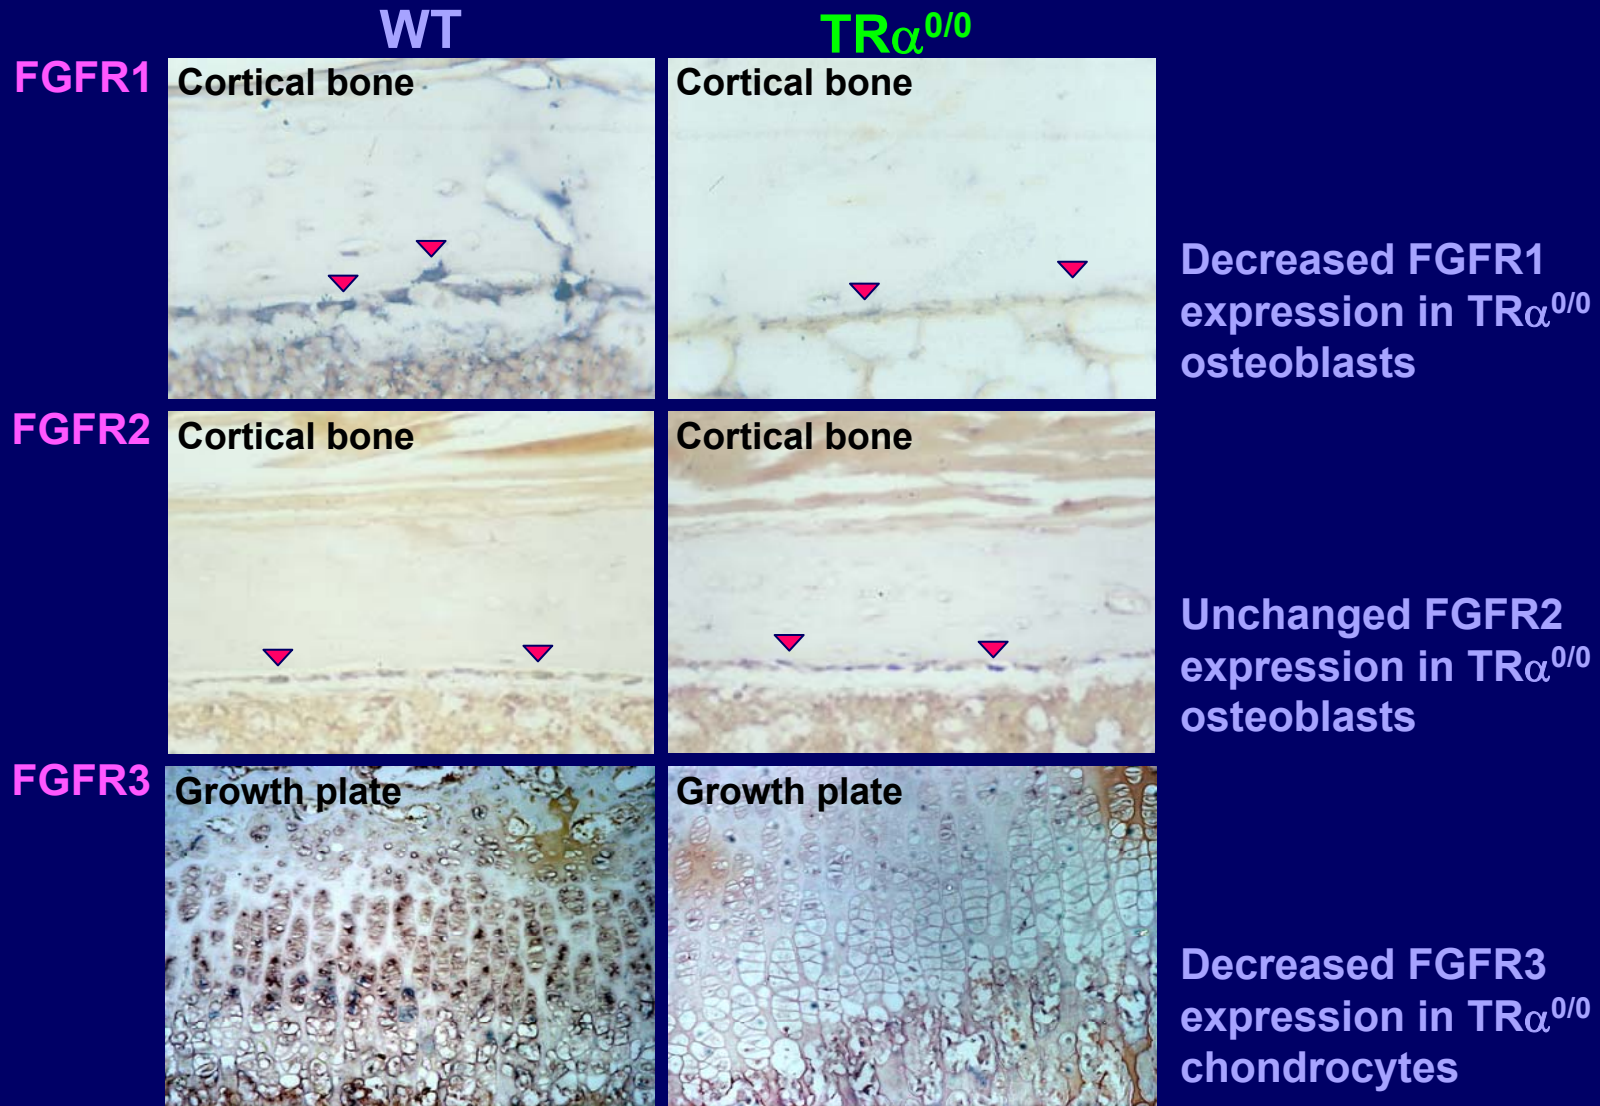 WT
TRα0/0
FGFR1
Cortical bone
Cortical bone
Decreased FGFR1
expression in TRα0/0
osteoblasts
FGFR2
Cortical bone
Cortical bone
Unchanged FGFR2
expression in TRα0/0
osteoblasts
FGFR3
Growth plate
Growth plate
Decreased FGFR3
expression in TRα0/0
chondrocytes